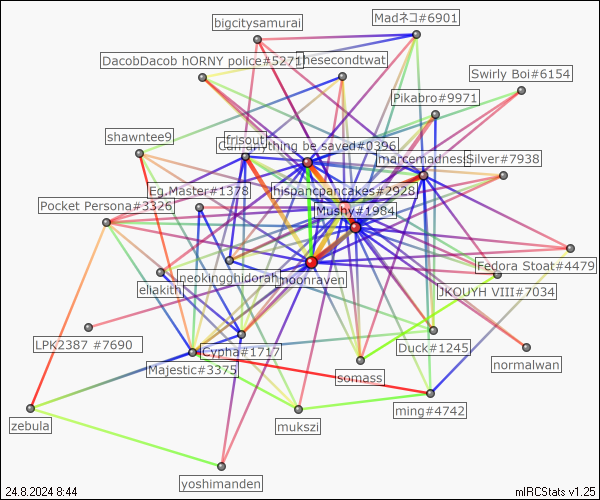 bigcitysamurai
Madネコ#6901
DacobDacob hORNY police#5271
thesecondtwat
Swirly Boi#6154
Pikabro#9971
shawntee9
frisout
Can anything be saved#0396
marcemadness
Silver#7938
Eg.Master#1378
hispancpancakes#2928
Pocket Persona#3326
Mushy#1984
Fedora Stoat#4479
neokingghidorah
moonraven
eliakith
JKOUYH VIII#7034
LPK2387 #7690
Cypha#1717
Duck#1245
Majestic#3375
normalwan
somass
ming#4742
zebula
mukszi
yoshimanden
24.8.2024 8:44
mIRCStats v1.25